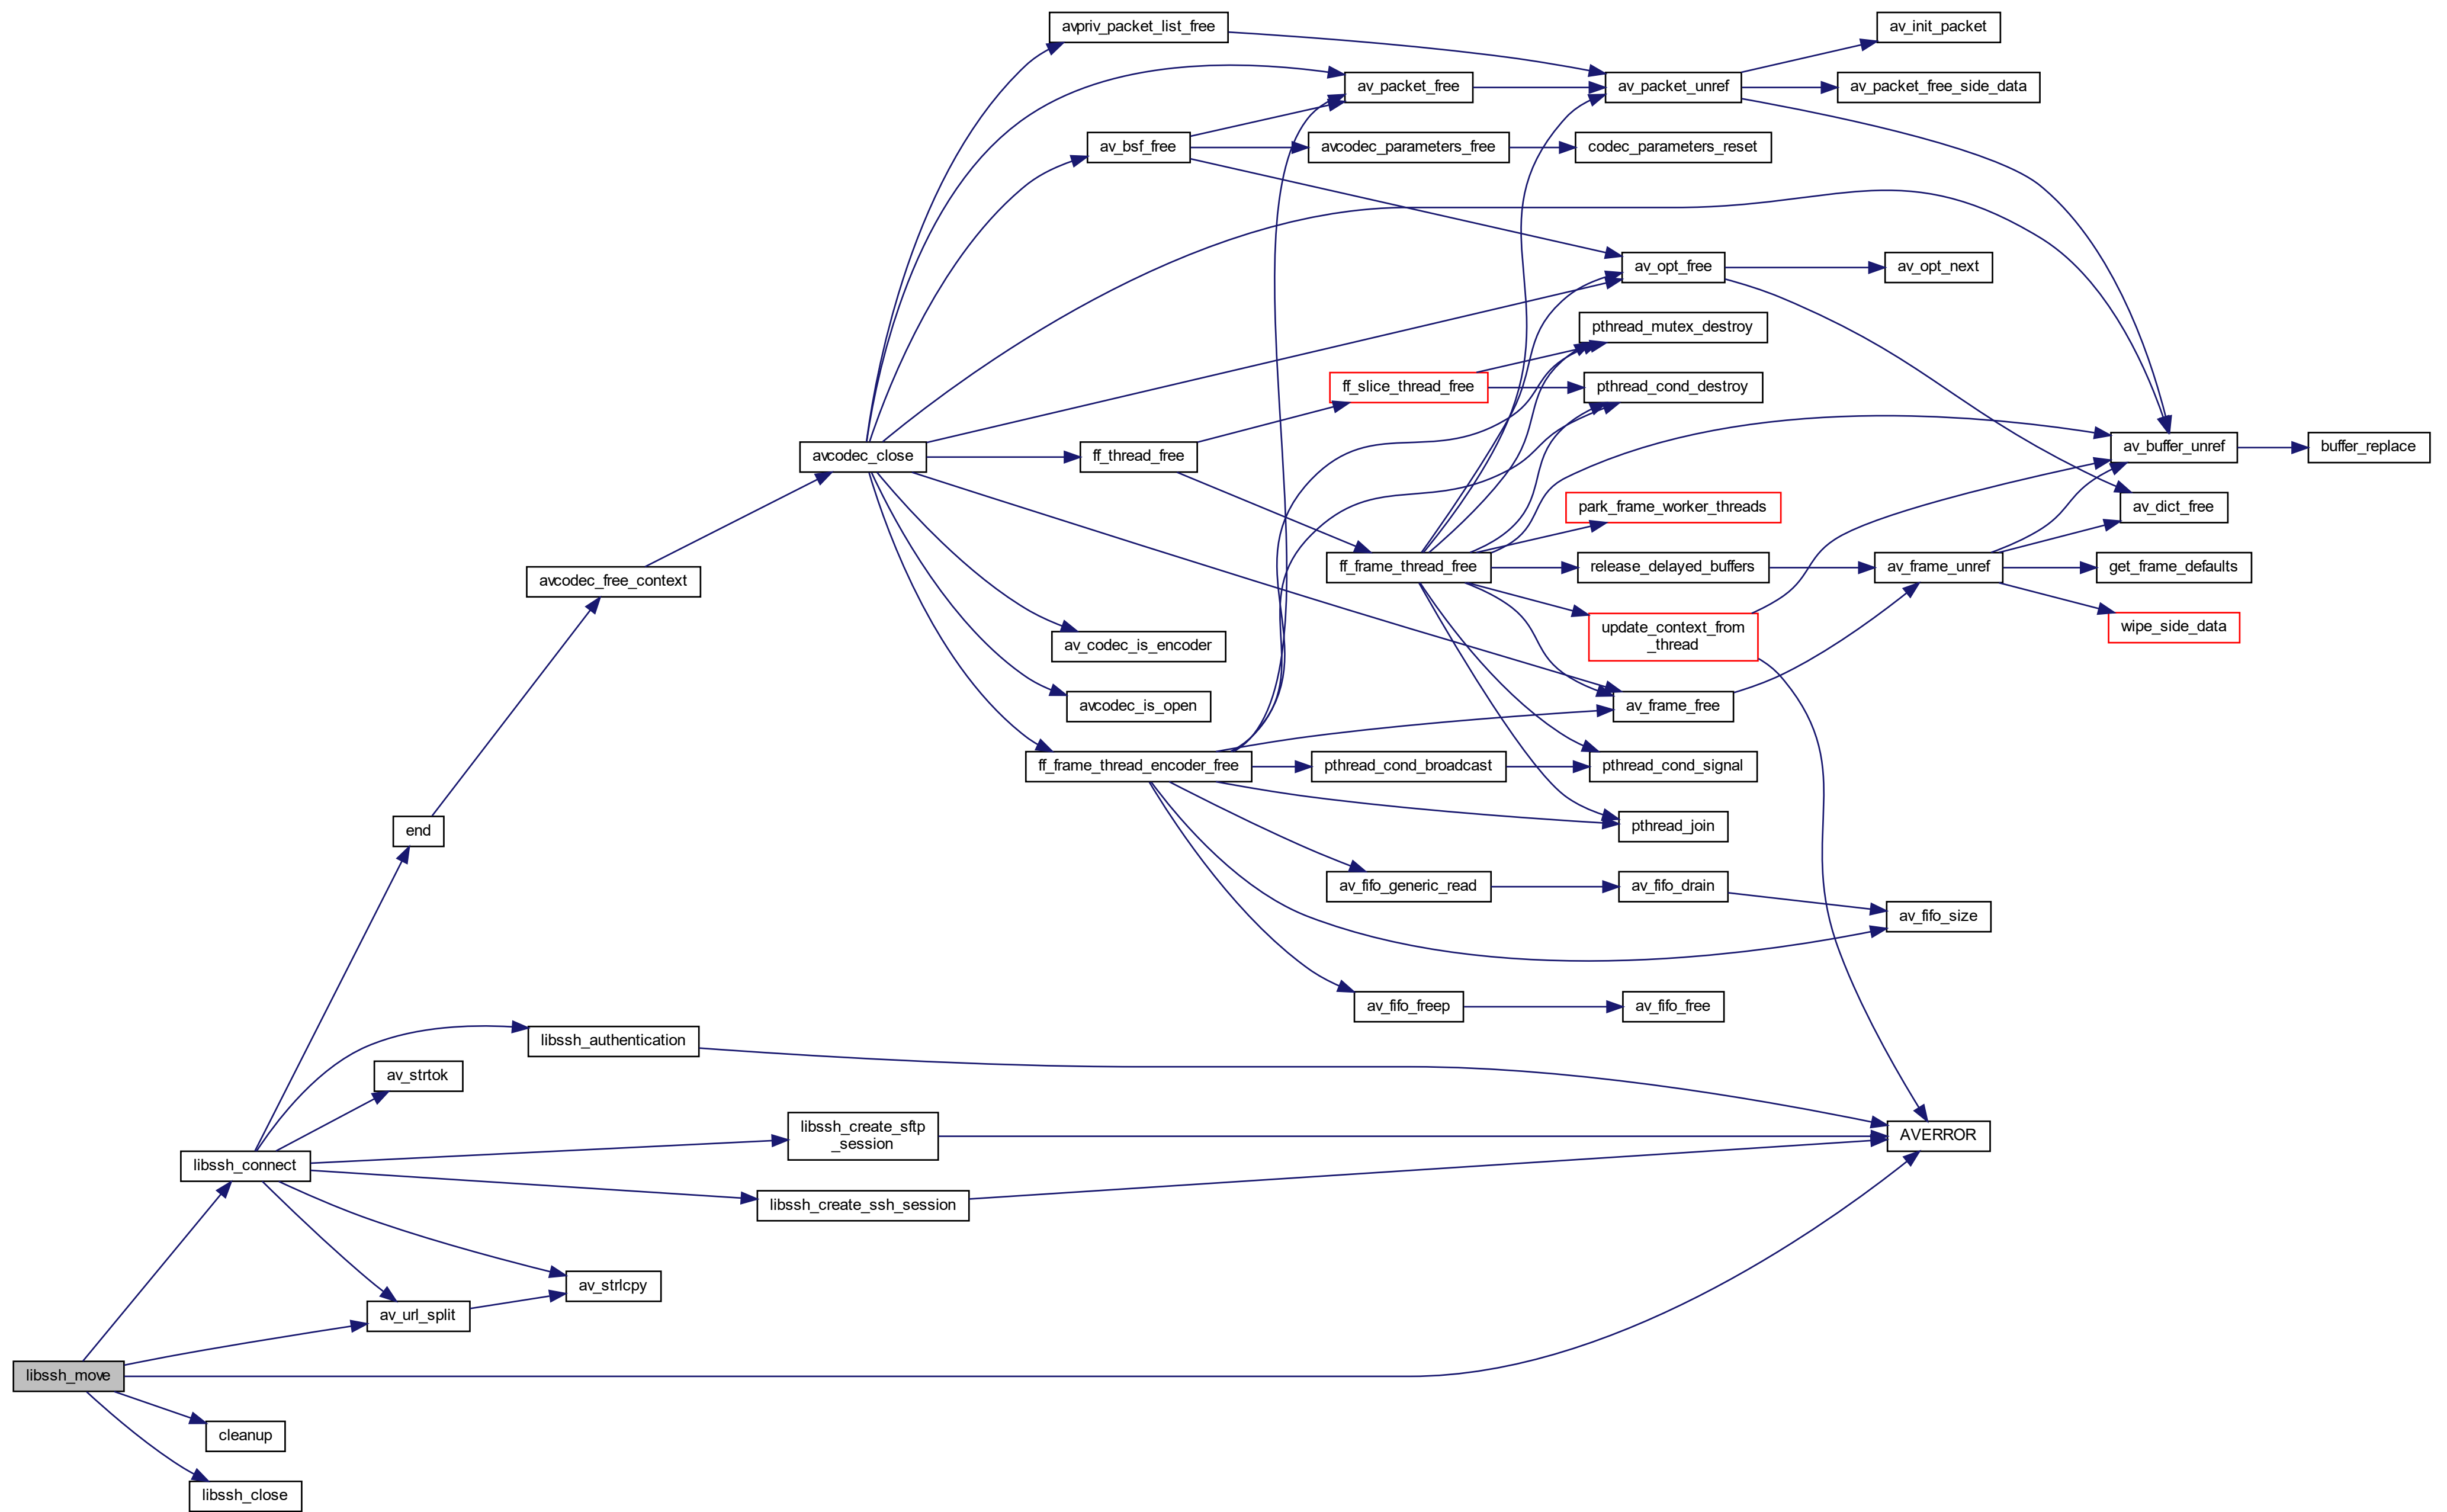 avpriv_packet_list_free
av_init_packet
av_packet_free
av_packet_unref
av_packet_free_side_data
av_bsf_free
avcodec_parameters_free
codec_parameters_reset
av_opt_free
av_opt_next
pthread_mutex_destroy
ff_slice_thread_free
pthread_cond_destroy
avcodec_close
ff_thread_free
av_buffer_unref
buffer_replace
park_frame_worker_threads
av_dict_free
avcodec_free_context
ff_frame_thread_free
release_delayed_buffers
av_frame_unref
get_frame_defaults
update_context_from
_thread
wipe_side_data
av_codec_is_encoder
avcodec_is_open
av_frame_free
ff_frame_thread_encoder_free
pthread_cond_broadcast
pthread_cond_signal
end
pthread_join
av_fifo_generic_read
av_fifo_drain
av_fifo_size
av_fifo_freep
av_fifo_free
libssh_authentication
av_strtok
libssh_create_sftp
_session
AVERROR
libssh_connect
libssh_create_ssh_session
av_strlcpy
av_url_split
libssh_move
cleanup
libssh_close